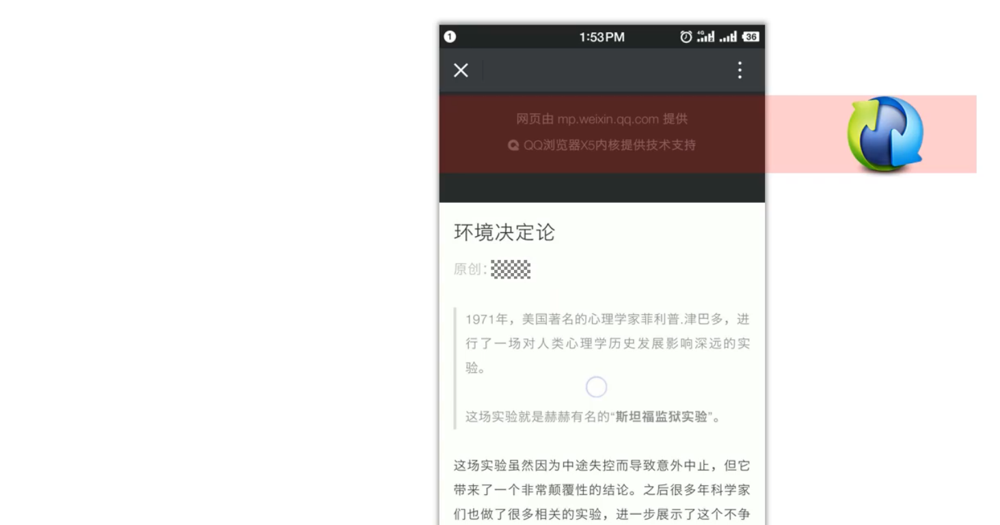 1
1:53PM
4G
36
网页由 mp.weixin.qq.com 提供
QQ浏览器X5内核提供技术支持
环境决定论
原创：
1971年，美国著名的心理学家菲利普.津巴多，进
行了一场对人类心理学历史发展影响深远的实
验。
这场实验就是赫赫有名的“斯坦福监狱实验”。
这场实验虽然因为中途失控而导致意外中止，但它
带来了一个非常颠覆性的结论。之后很多年科学家
们也做了很多相关的实验，进一步展示了这个不争